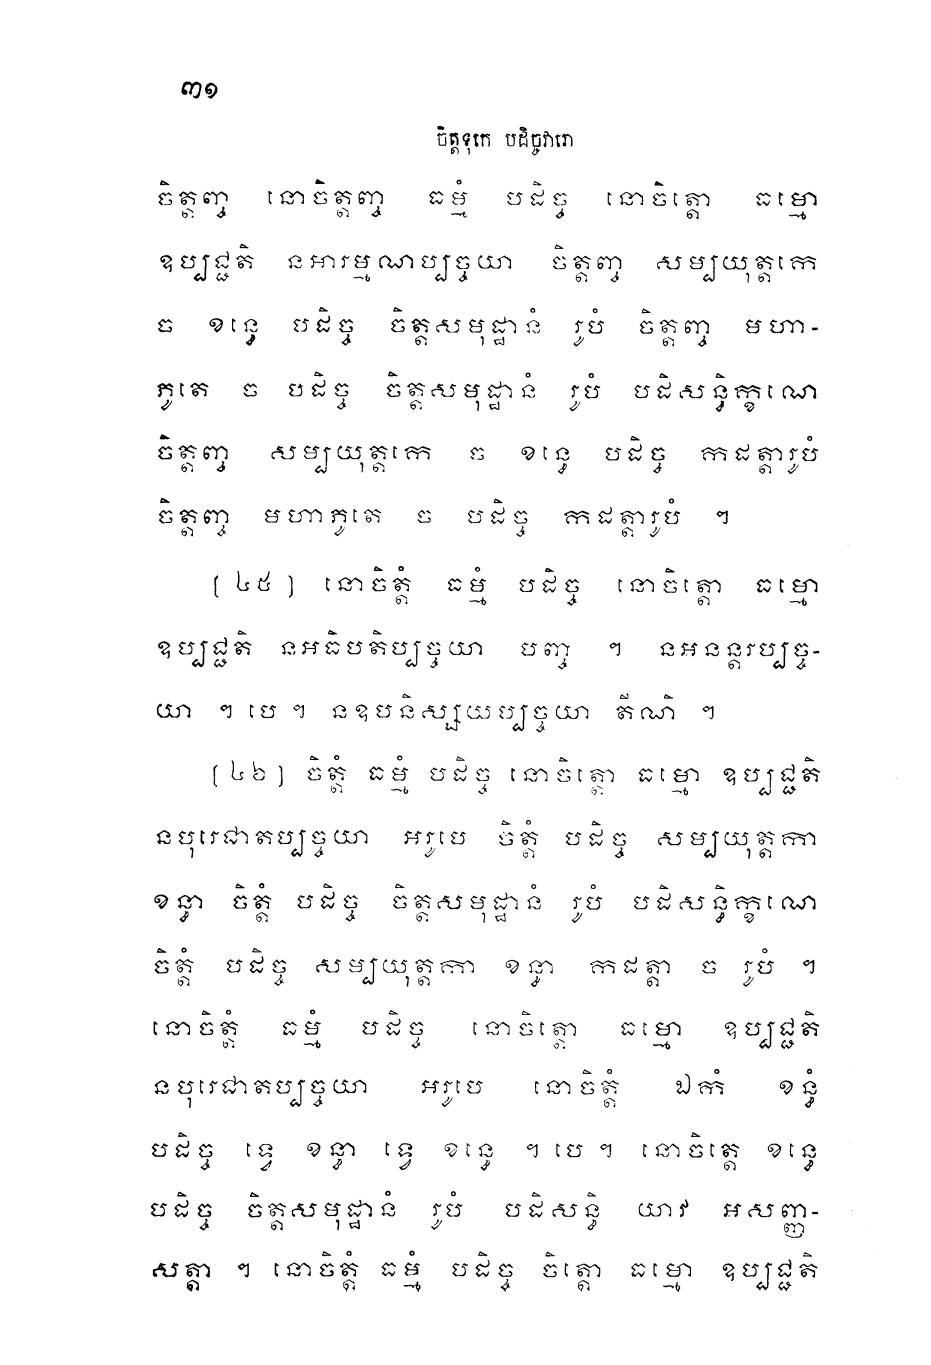 ៣១
ចិត្តទុកេ បដិច្ចវារោ
ចិត្តញ្ច នោចិត្តញ្ច ធម្មំ បដិច្ច នោចិត្តោ ធម្មោ
ឧប្បជ្ជតិ នអារម្មណប្បច្ចយា ចិត្តញ្ច សម្បយុត្តកេ
ច ខន្ធេ បដិច្ច ចិត្តសមុដ្ឋានំ រូបំ ចិត្តញ្ច មហា-
ភូតេ ច បដិច្ច ចិត្តសមុដ្ឋានំ រូបំ បដិសន្ធិក្ខណេ
ចិត្តញ្ច សម្បយុត្តកេ ច ខន្ធេ បដិច្ច កដត្តារូបំ
ចិត្តញ្ច មហាភូតេ ច បដិច្ច កដត្តារូបំ ។
[ ៤៥ ] នោចិត្តំ ធម្មំ បដិច្ច នោចិត្តោ ធម្មោ
ឧប្បជ្ជតិ នអធិបតិប្បច្ចយា បញ្ច ។ នអនន្តរប្បច្ច-
យា ។ បេ ។ នឧបនិស្សយប្បច្ចយា តីណិ ។
[ ៤៦ ] ចិត្តំ ធម្មំ បដិច្ច នោចិត្តោ ធម្មោ ឧប្បជ្ជតិ
នបុរេជាតប្បច្ចយា អរូបេ ចិត្តំ បដិច្ច សម្បយុត្តកា
ខន្ធា ចិត្តំ បដិច្ច ចិត្តសមុដ្ឋានំ រូបំ បដិសន្ធិក្ខណេ
ចិត្តំ បដិច្ច សម្បយុត្តកា ខន្ធា កដត្តា ច រូបំ ។
នោចិត្តំ ធម្មំ បដិច្ច នោចិត្តោ ធម្មោ ឧប្បជ្ជតិ
នបុរេជាតប្បច្ចយា អរូបេ នោចិត្តំ ឯកំ ខន្ធំ
បដិច្ច ទ្វេ ខន្ធា ទ្វេ ខន្ធេ ។ បេ ។ នោចិត្តេ ខន្ធេ
បដិច្ច ចិត្តសមុដ្ឋានំ រូបំ បដិសន្ធិ យាវ អសញ្ញ-
សត្តា ។ នោចិត្តំ ធម្មំ បដិច្ច ចិត្តោ ធម្មោ ឧប្បជ្ជតិ